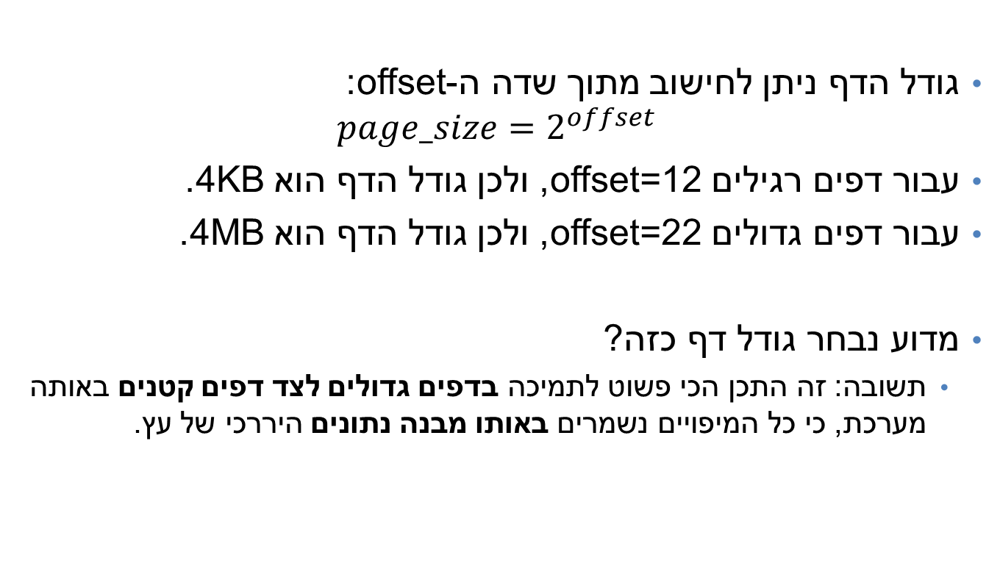 • גודל הדף ניתן לחישוב מתוך שדה ה-offset:
page_size = 2^offset
• עבור דפים רגילים offset=12, ולכן גודל הדף הוא 4KB.
• עבור דפים גדולים offset=22, ולכן גודל הדף הוא 4MB.
• מדוע נבחר גודל דף כזה?
• תשובה: זה התכן הכי פשוט לתמיכה בדפים גדולים לצד דפים קטנים באותה
מערכת, כי כל המיפויים נשמרים באותו מבנה נתונים היררכי של עץ.